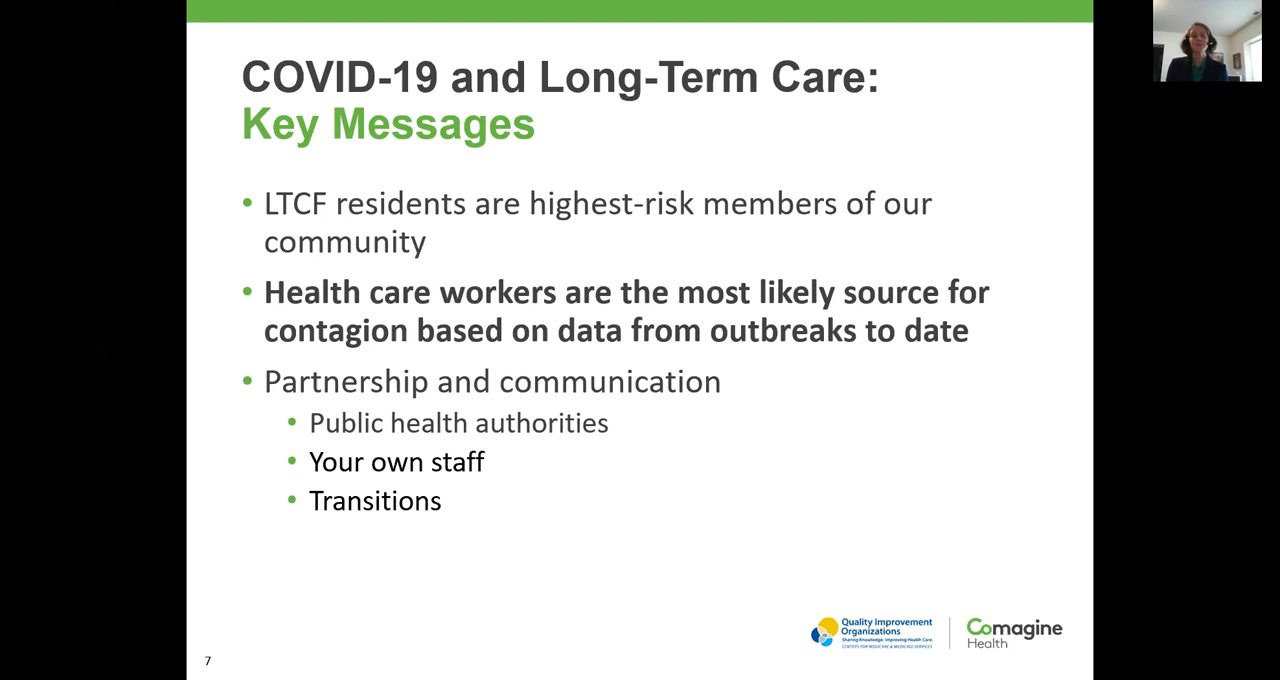 COVID-19 and Long-Term Care:
Key Messages
• LTCF residents are highest-risk members of our
community
• Health care workers are the most likely source for
contagion based on data from outbreaks to date
• Partnership and communication
• Public health authorities
• Your own staff
• Transitions
Quality Improvement
Organizations
Sharing Knowledge. Improving Health Care.
CENTERS FOR MEDICARE & MEDICAID SERVICES
Comagine
Health
7